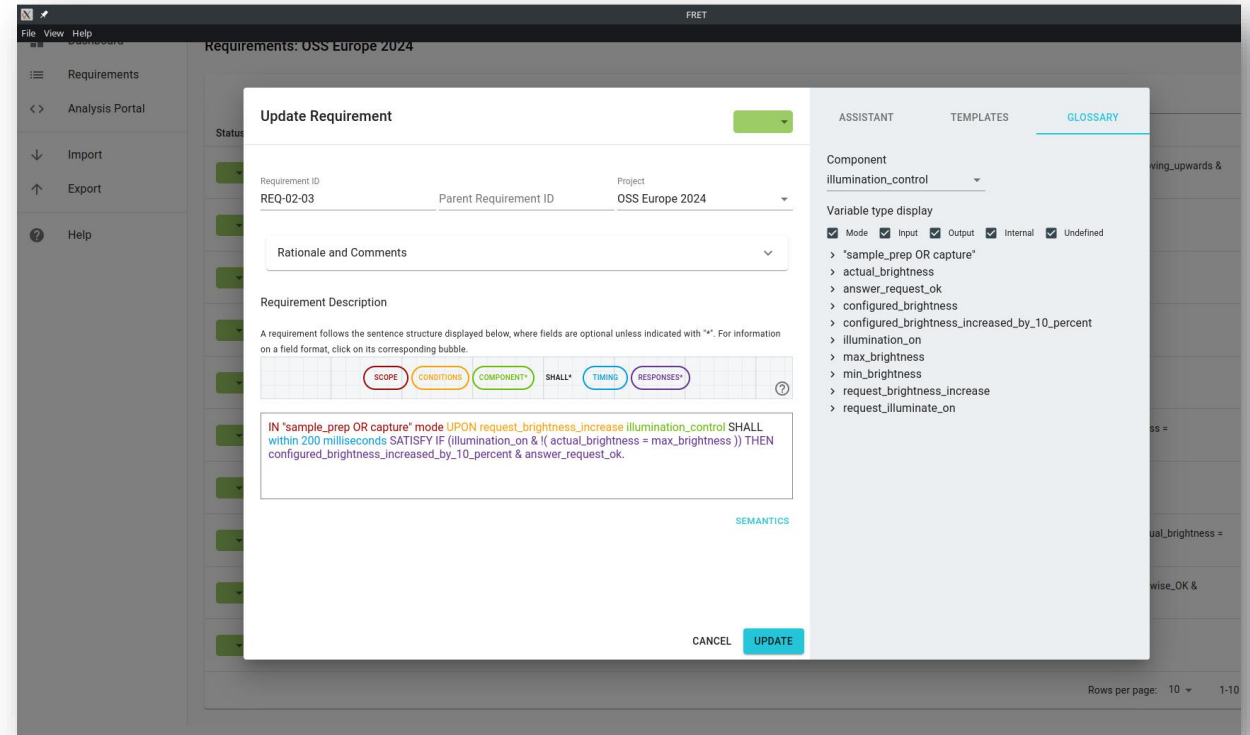 FRET
File View Help
Dashboard
Requirements: OSS Europe 2024
Requirements
Analysis Portal
Import
Export
Help
Status
Update Requirement
Requirement ID
REQ-02-03
Parent Requirement ID
Project
OSS Europe 2024
Rationale and Comments
Requirement Description
A requirement follows the sentence structure displayed below, where fields are optional unless indicated with "*". For information
on a field format, click on its corresponding bubble.
SCOPE CONDITIONS COMPONENT* SHALL* TIMING RESPONSES*
IN "sample_prep OR capture" mode UPON request_brightness_increase illumination_control SHALL
within 200 milliseconds SATISFY IF (illumination_on & !( actual_brightness = max_brightness )) THEN
configured_brightness_increased_by_10_percent & answer_request_ok.
SEMANTICS
CANCEL UPDATE
ASSISTANT TEMPLATES GLOSSARY
Component
illumination_control
Variable type display
Mode Input Output Internal Undefined
"sample_prep OR capture"
actual_brightness
answer_request_ok
configured_brightness
configured_brightness_increased_by_10_percent
illumination_on
max_brightness
min_brightness
request_brightness_increase
request_illuminate_on
ving_upwards &
ss =
ual_brightness =
wise_OK &
Rows per page: 10 1-10